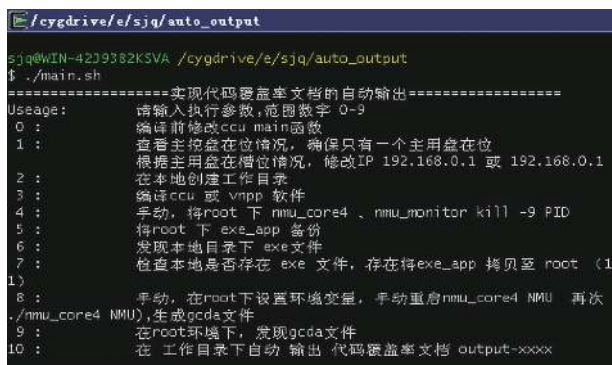 /cygdrive/e/sjq/auto_output
sjq@WIN-4239382KSVA /cygdrive/e/sjq/auto_output
$ ./main.sh
===================实现代码覆盖率文档的自动输出==================
Useage: 请输入执行参数,范围数字 0-9
0 : 编译前修改ccu main函数
1 : 查看主控盘在位情况, 确保只有一个主用盘在位
根据主用盘在槽位情况, 修改IP 192.168.0.1 或 192.168.0.1
2 : 在本地创建工作目录
3 : 编译ccu 或 vnpp 软件
4 : 手动, 将root 下 nmu_core4 、nmu_monitor kill -9 PID
5 : 将root 下 exe_app 备份
6 : 发现本地目录下 exe文件
7 : 检查本地是否存在 exe 文件, 存在将exe_app 拷贝至 root (1
1)
8 : 手动, 在root下设置环境变量, 手动重启nmu_core4 NMU 再次
./nmu_core4 NMU),生成gcda文件
9 : 在root环境下, 发现gcda文件
10 : 在 工作目录下自动 输出 代码覆盖率文档 output-xxxx